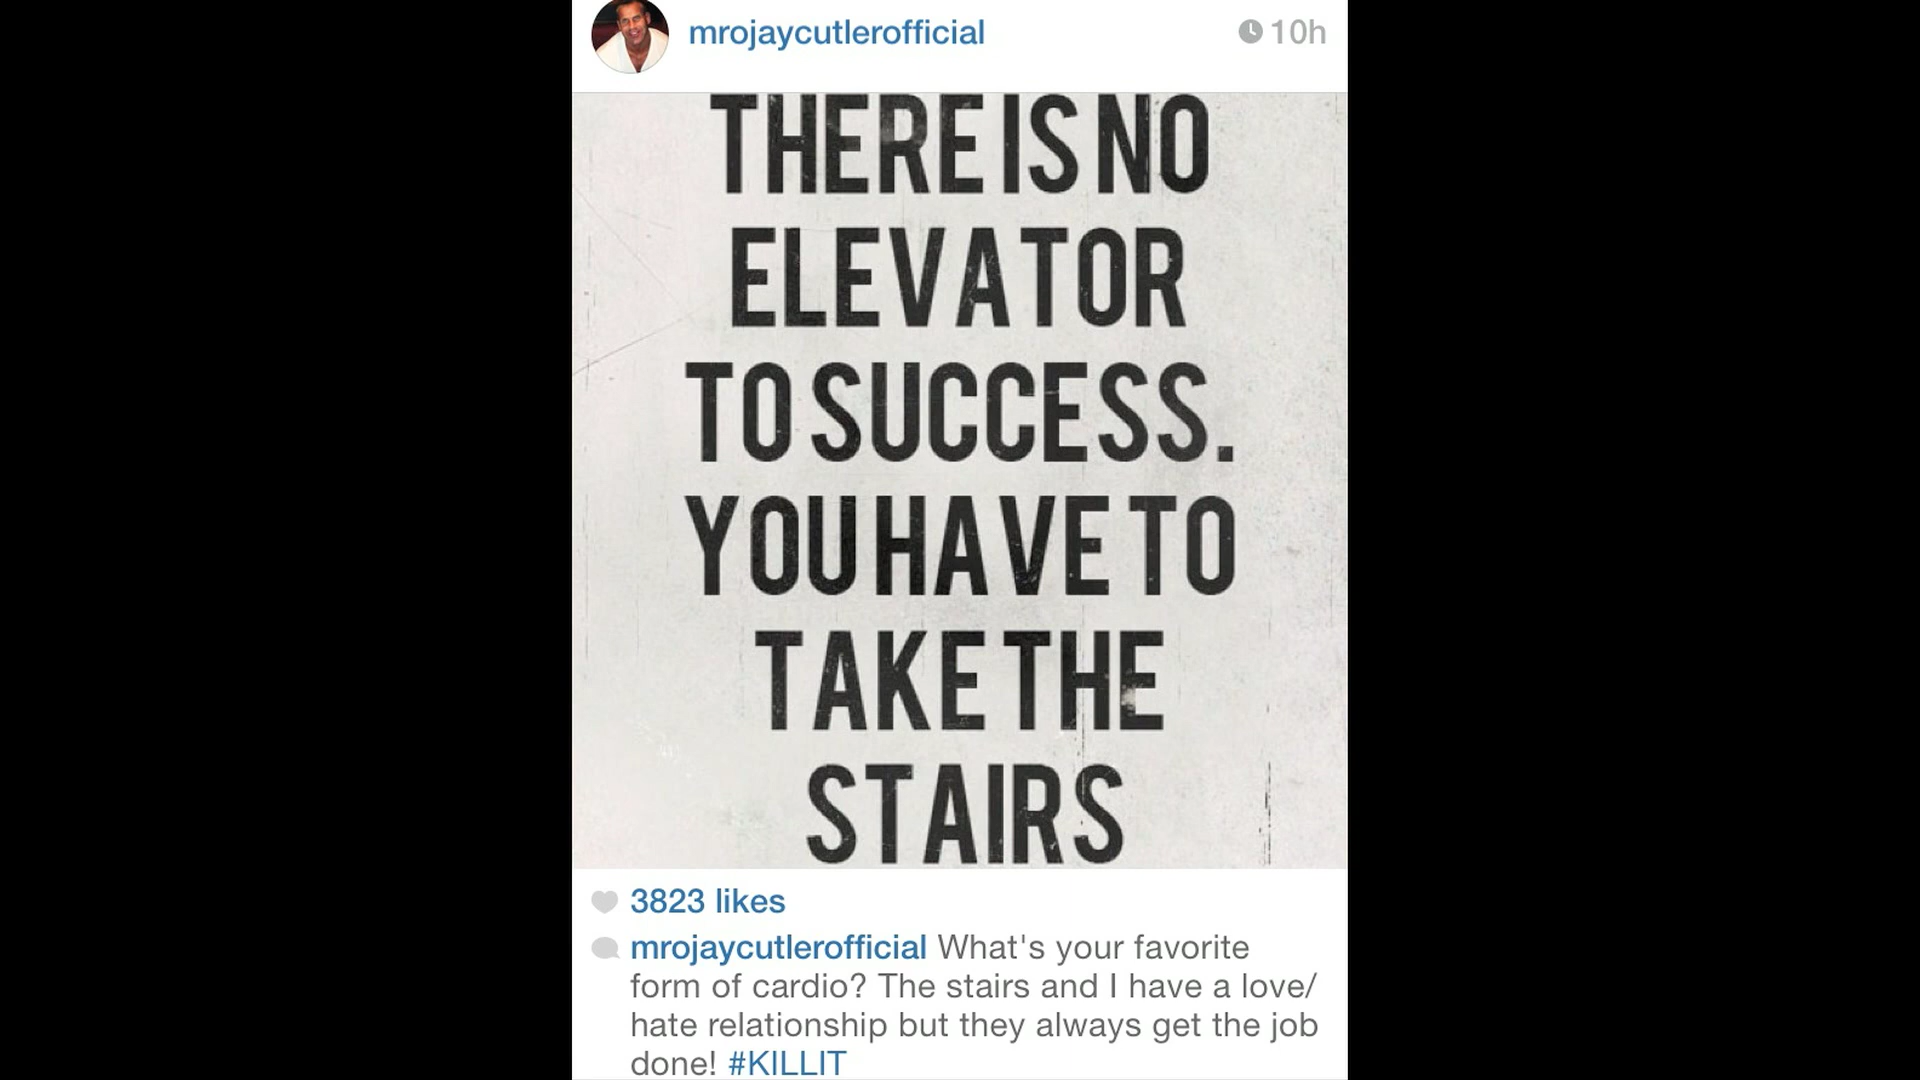 mrojaycutlerofficial 10h
THERE IS NO
ELEVATOR
TO SUCCESS.
YOU HAVE TO
TAKE THE
STAIRS
3823 likes
mrojaycutlerofficial What's your favorite
form of cardio? The stairs and I have a love/
hate relationship but they always get the job
done! #KILLIT